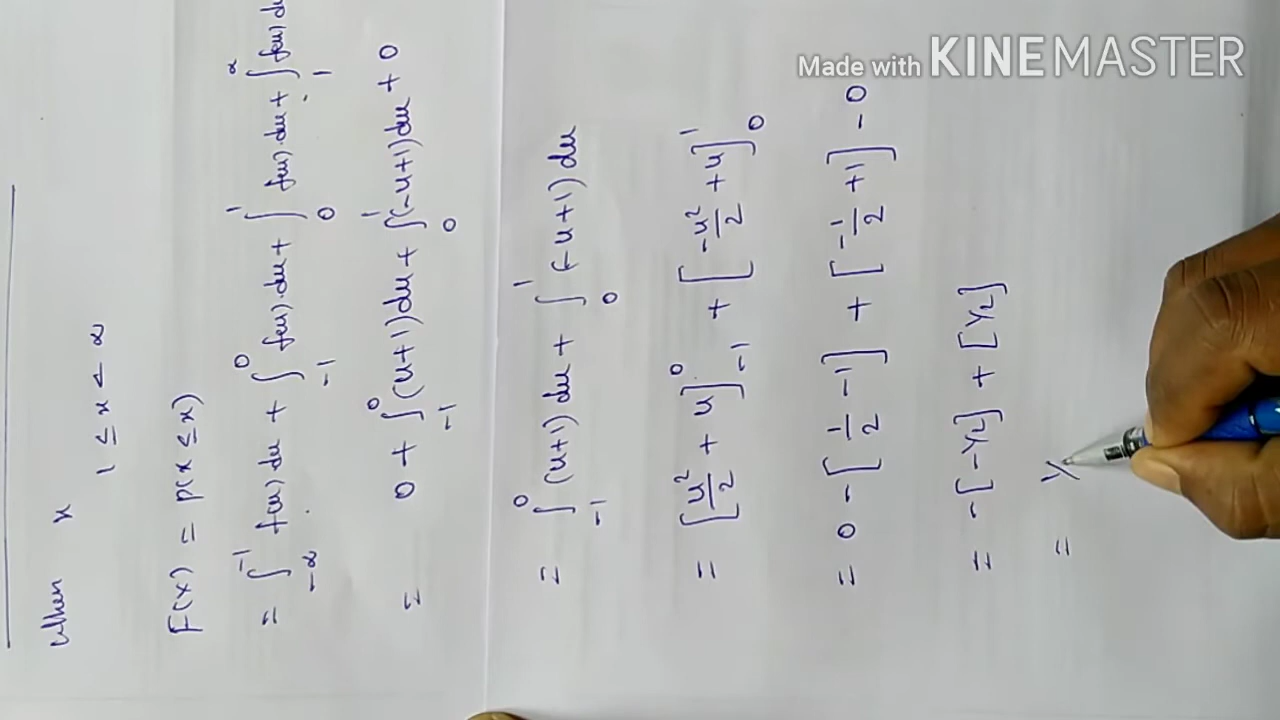 Made with KINEMASTER
When x
1 ≤ x < ∞
F(x) = P(X ≤ x)
= ∫_{-∞}^{-1} f(u) du + ∫_{-1}^{0} f(u).du + ∫_{0}^{1} f(u).du + ∫_{1}^{x} f(u) du
= 0 + ∫_{-1}^{0} (u+1) du + ∫_{0}^{1} (-u+1) du + 0
= ∫_{-1}^{0} (u+1) du + ∫_{0}^{1} (-u+1) du
= [u²/2 + u]_{-1}^{0} + [-u²/2 + u]_{0}^{1}
= 0 - [1/2 - 1] + [-1/2 + 1] - 0
= -[-1/2] + [1/2]
= 1/